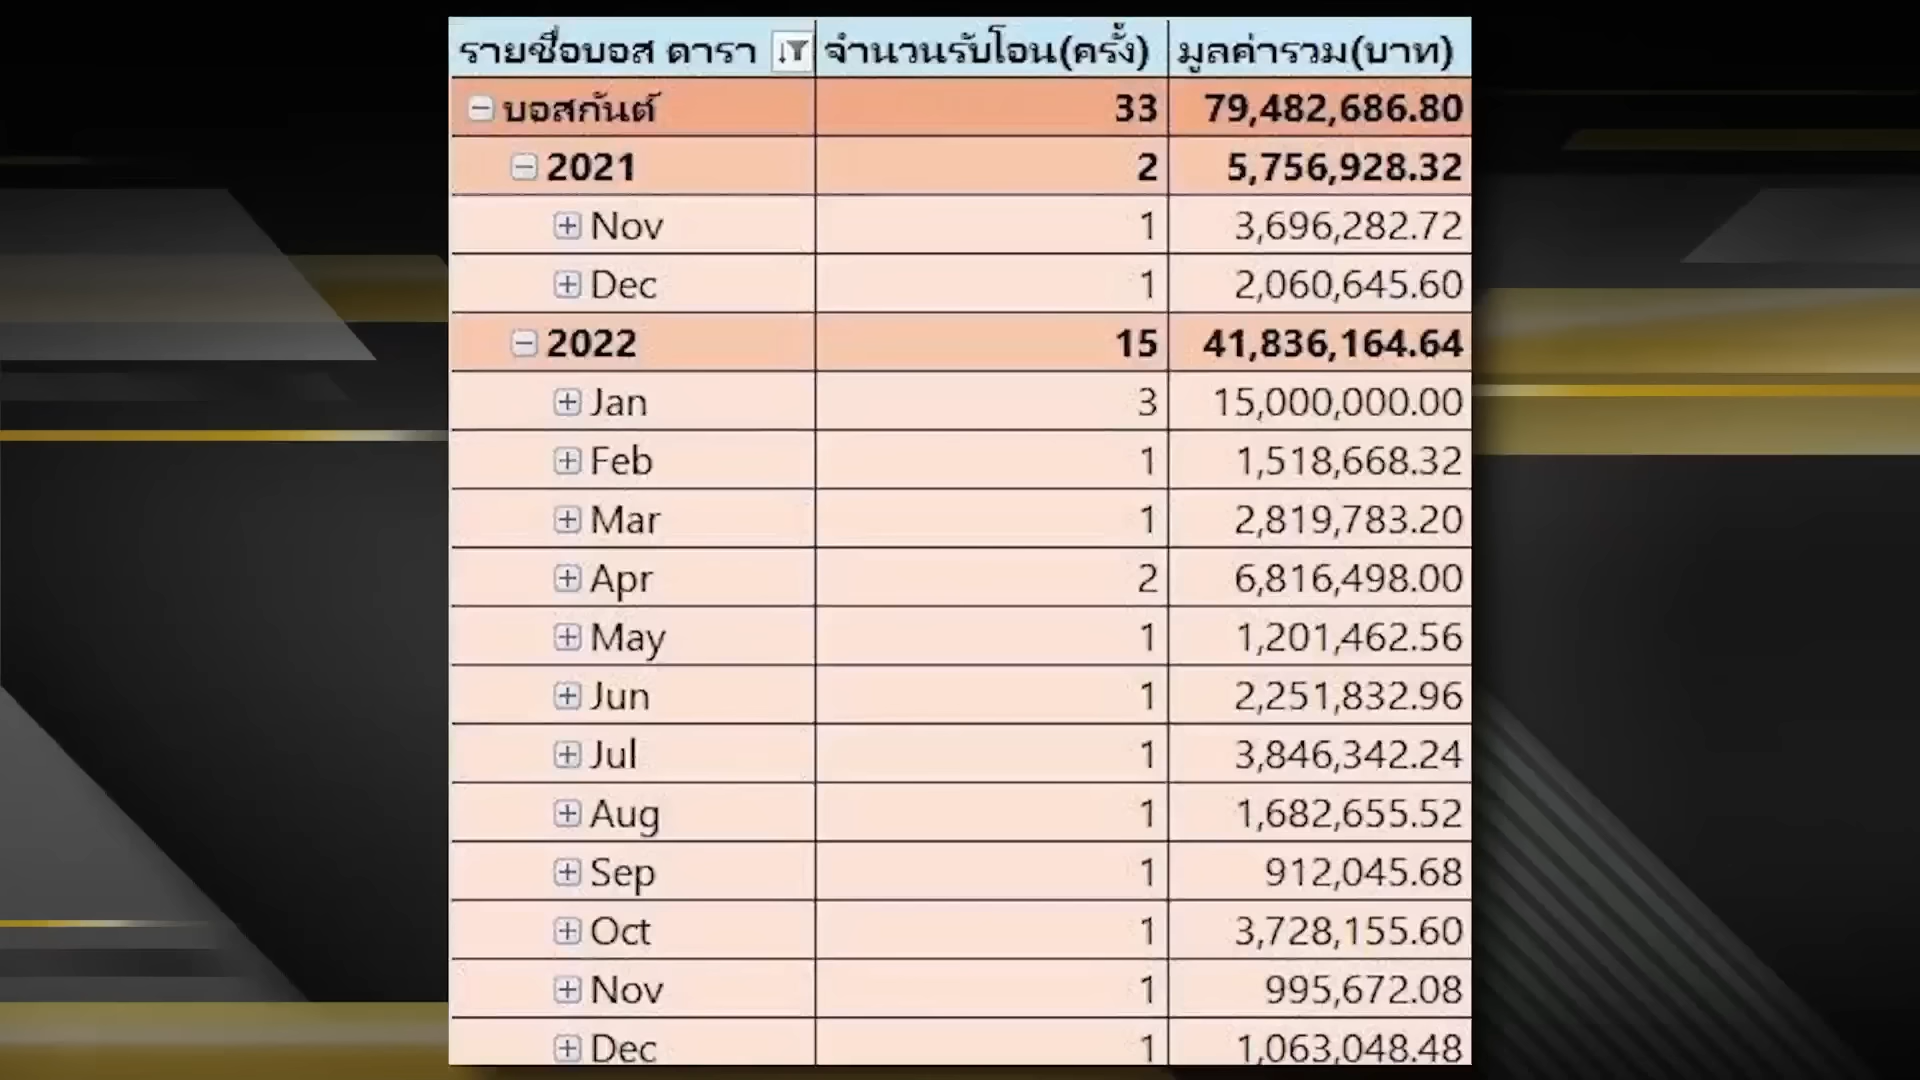 รายชื่อบอส ดารา จำนวนรับโอน(ครั้ง) มูลค่ารวม(บาท)
บอสกันต์ 33 79,482,686.80
2021 2 5,756,928.32
Nov 1 3,696,282.72
Dec 1 2,060,645.60
2022 15 41,836,164.64
Jan 3 15,000,000.00
Feb 1 1,518,668.32
Mar 1 2,819,783.20
Apr 2 6,816,498.00
May 1 1,201,462.56
Jun 1 2,251,832.96
Jul 1 3,846,342.24
Aug 1 1,682,655.52
Sep 1 912,045.68
Oct 1 3,728,155.60
Nov 1 995,672.08
Dec 1 1,063,048.48